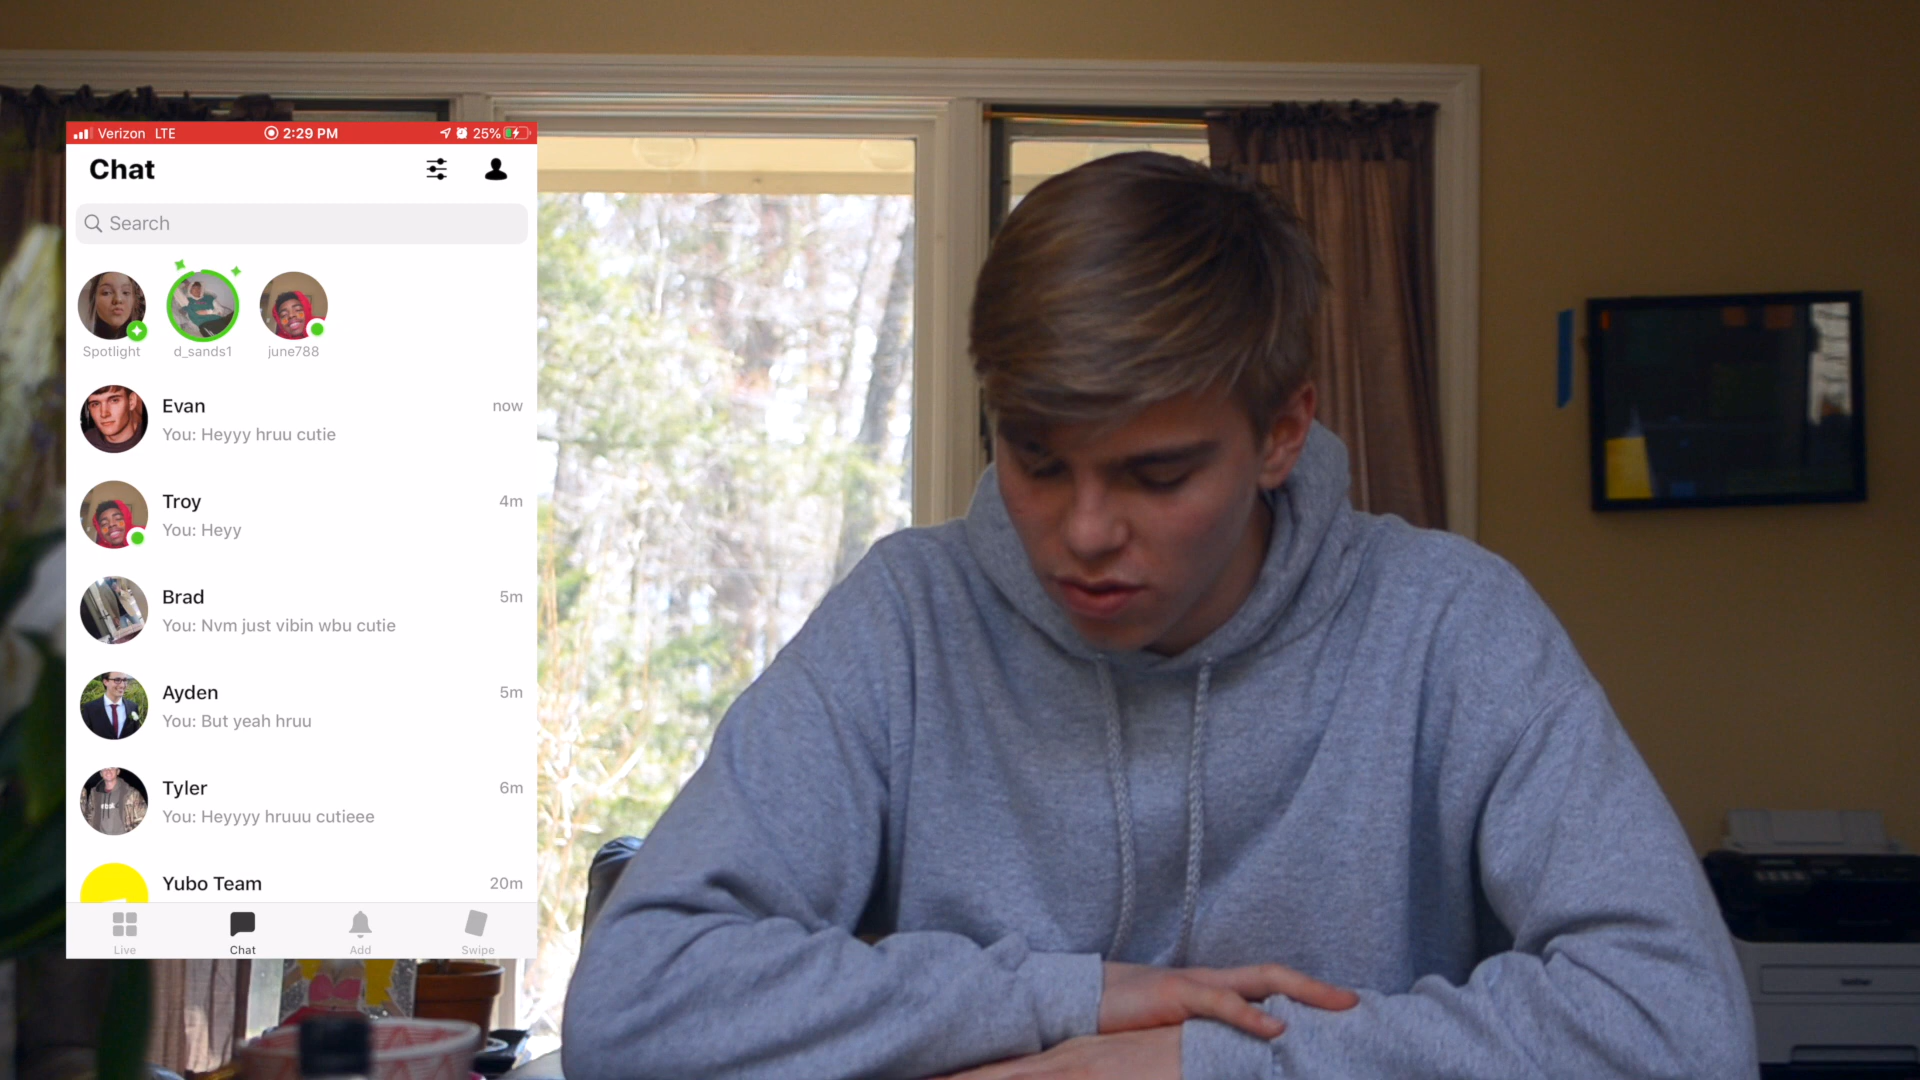 Verizon LTE 2:29 PM 25%
Chat
Search
Spotlight d_sands1 june788
Evan now
You: Heyyy hruu cutie
Troy 4m
You: Heyy
Brad 5m
You: Nvm just vibin wbu cutie
Ayden 5m
You: But yeah hruu
Tyler 6m
You: Heyyyy hruuu cutieee
Yubo Team 20m
Live Chat Add Swipe
brother